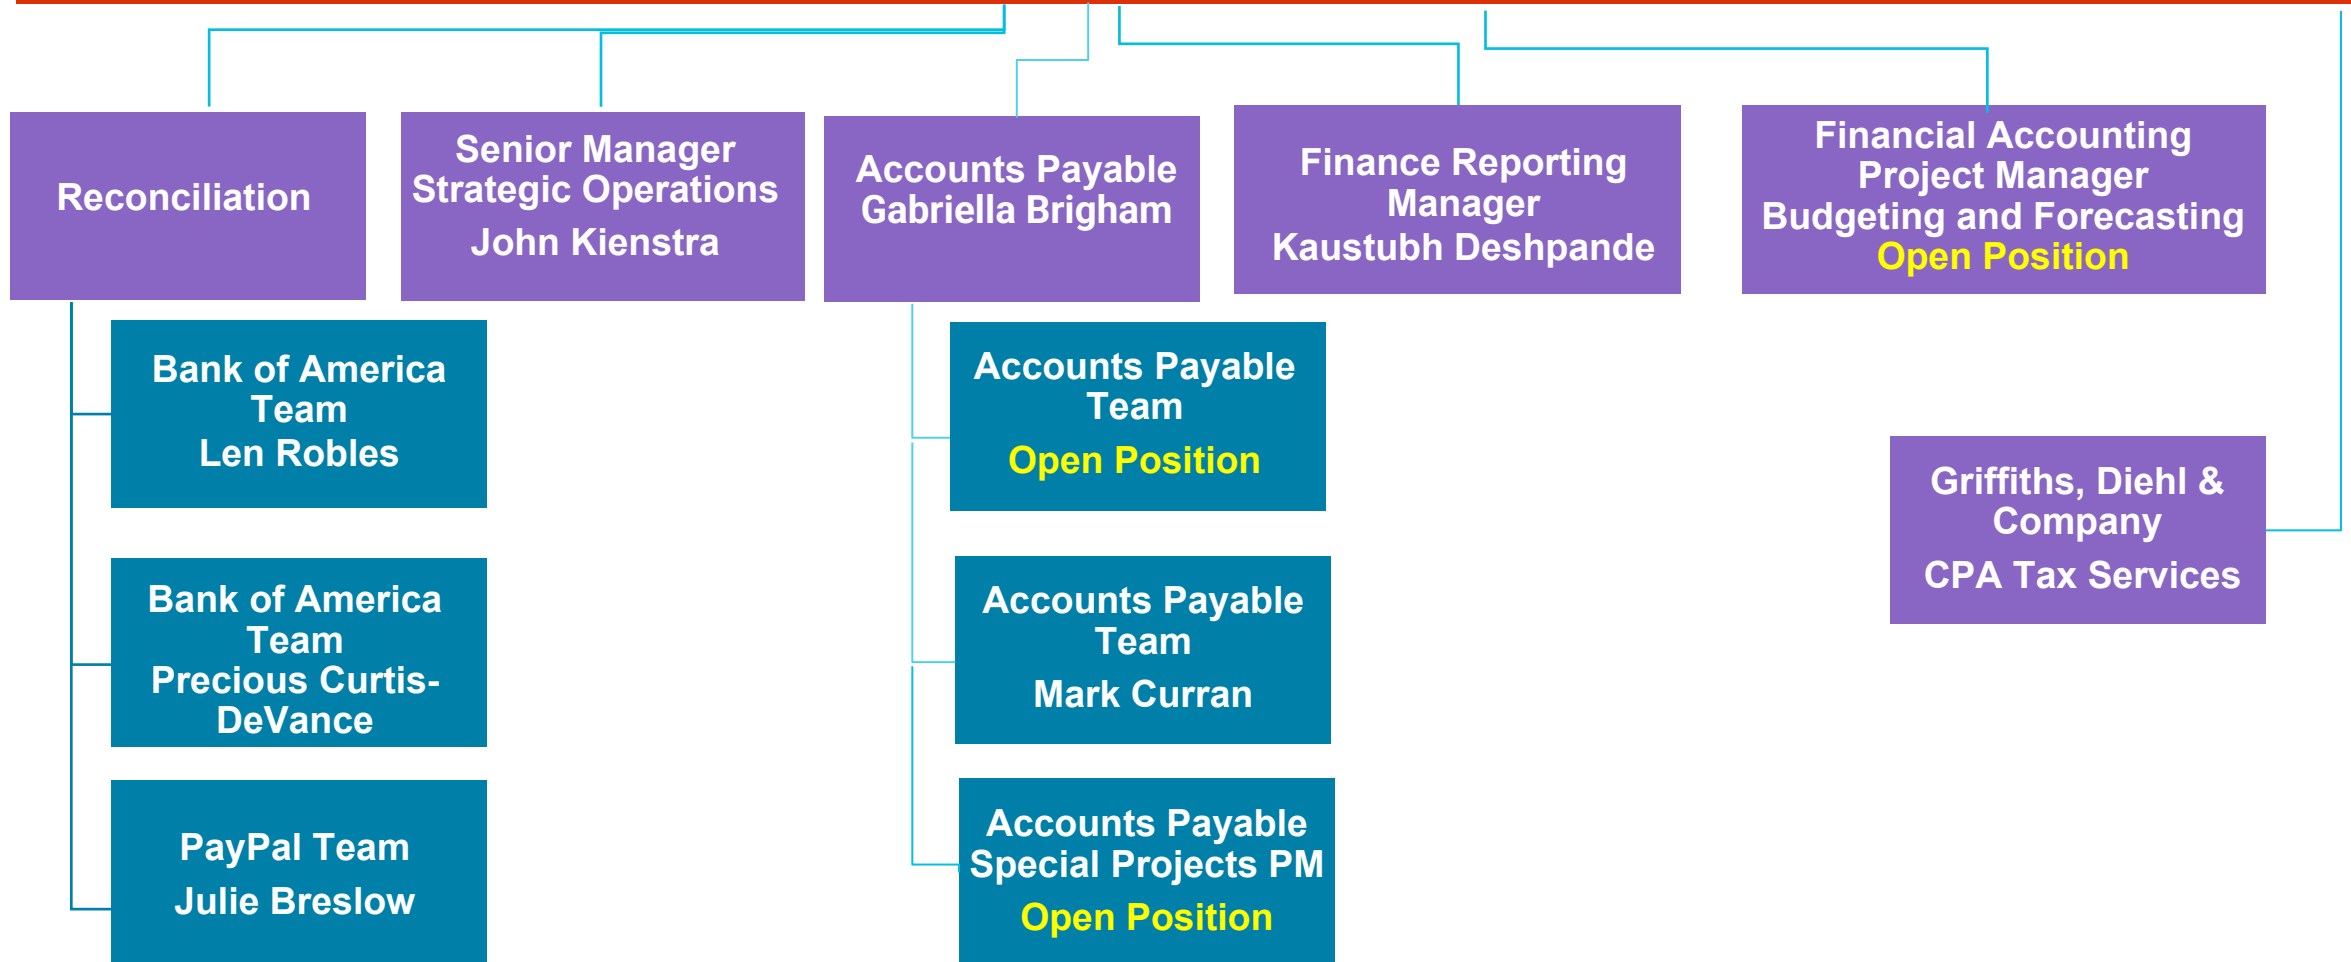 Reconciliation
Senior Manager
Strategic Operations
John Kienstra
Accounts Payable
Gabriella Brigham
Finance Reporting
Manager
Kaustubh Deshpande
Financial Accounting
Project Manager
Budgeting and Forecasting
Open Position
Bank of America
Team
Len Robles
Bank of America
Team
Precious Curtis-
DeVance
PayPal Team
Julie Breslow
Accounts Payable
Team
Open Position
Accounts Payable
Team
Mark Curran
Accounts Payable
Special Projects PM
Open Position
Griffiths, Diehl &
Company
CPA Tax Services